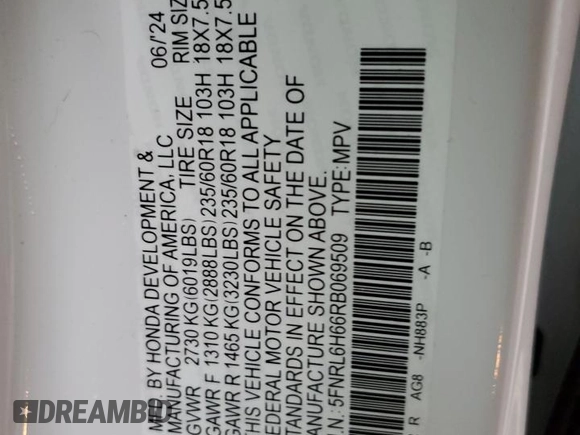 MFD BY HONDA DEVELOPMENT & 06/'24
MANUFACTURING OF AMERICA, LLC
GVWR 2730 KG(6019LBS) TIRE SIZE RIM SIZ
GAWR F 1310 KG(2888LBS)235/60R18 103H 18X7.5
GAWR R 1465 KG(3230LBS)235/60R18 103H 18X7.5
THIS VEHICLE CONFORMS TO ALL APPLICABLE
FEDERAL MOTOR VEHICLE SAFETY
TANDARDS IN EFFECT ON THE DATE OF
ANUFACTURE SHOWN ABOVE.
I.N.: 5FNRL6H66RB069509 TYPE:MPV
R AG8 -NH883P -A -B
DREAMBID